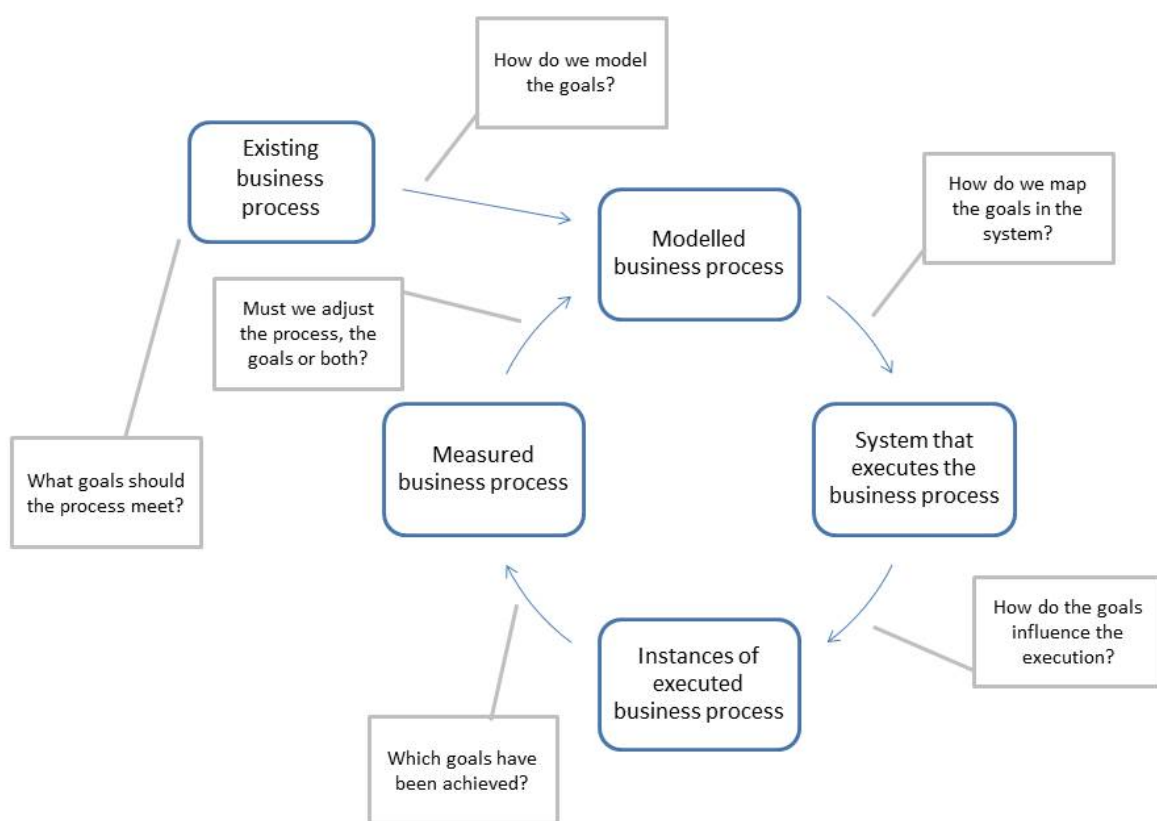 How do we model
the goals?
Existing
business
process
How do we map
the goals in the
system?
Modelled
business process
Must we adjust
the process, the
goals or both?
Measured
business process
System that
executes the
business process
What goals should
the process meet?
How do the goals
influence the
execution?
Instances of
executed
business process
Which goals have
been achieved?